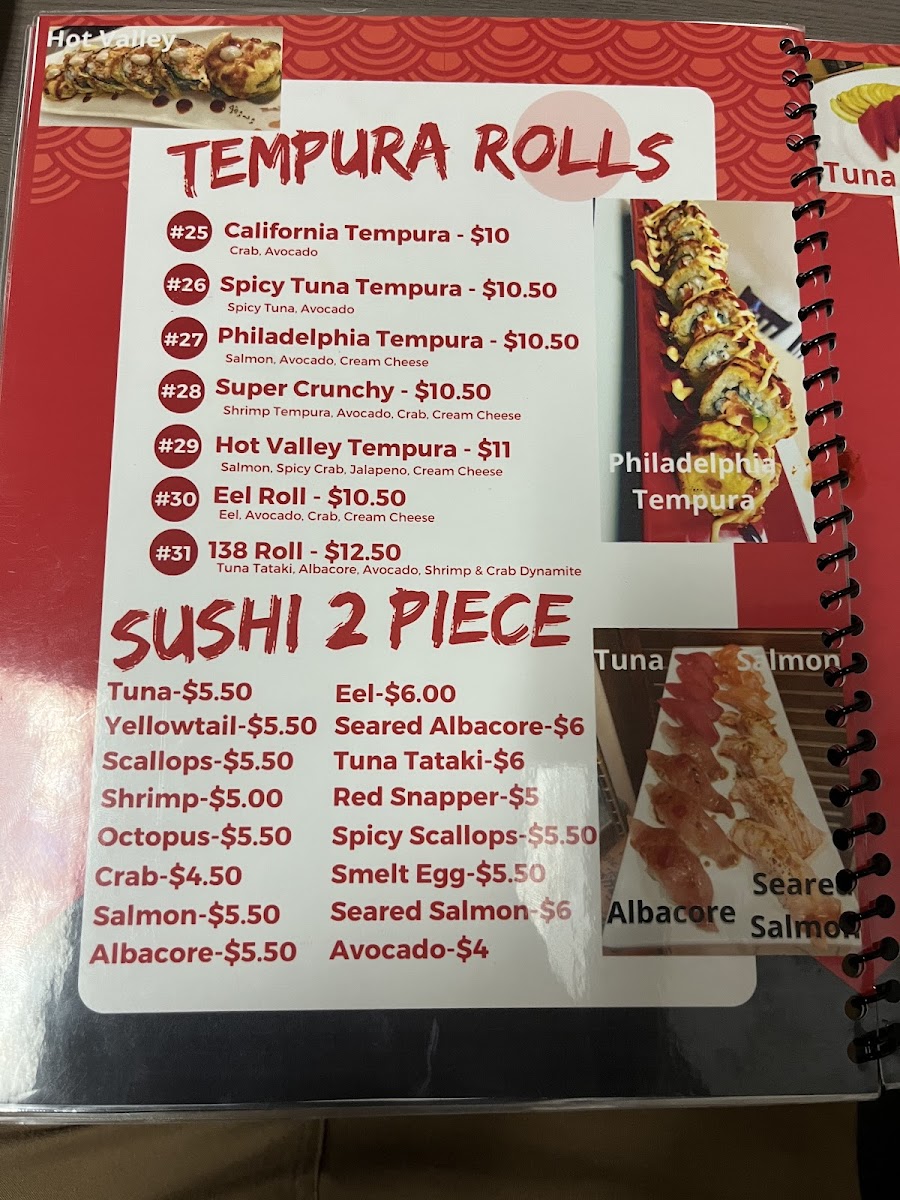 Hot Valley
TEMPURA ROLLS
#25 California Tempura - $10
Crab, Avocado
#26 Spicy Tuna Tempura - $10.50
Spicy Tuna, Avocado
#27 Philadelphia Tempura - $10.50
Salmon, Avocado, Cream Cheese
#28 Super Crunchy - $10.50
Shrimp Tempura, Avocado, Crab, Cream Cheese
#29 Hot Valley Tempura - $11
Salmon, Spicy Crab, Jalapeno, Cream Cheese
#30 Eel Roll - $10.50
Eel, Avocado, Crab, Cream Cheese
#31 138 Roll - $12.50
Tuna Tataki, Albacore, Avocado, Shrimp & Crab Dynamite
Philadelphia
Tempura
SUSHI 2 PIECE
Tuna-$5.50
Yellowtail-$5.50
Scallops-$5.50
Shrimp-$5.00
Octopus-$5.50
Crab-$4.50
Salmon-$5.50
Albacore-$5.50
Eel-$6.00
Seared Albacore-$6
Tuna Tataki-$6
Red Snapper-$5
Spicy Scallops-$5.50
Smelt Egg-$5.50
Seared Salmon-$6
Avocado-$4
Tuna Salmon
Albacore
Seared
Salmon
Tuna